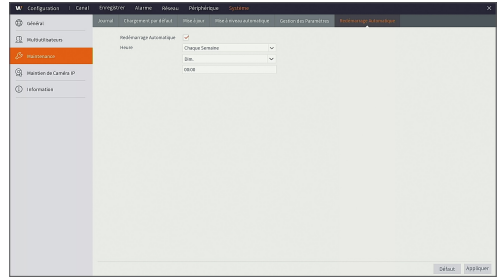 W Configuration | Canal Enregistrer Alarme Réseau Périphérique Système ×
Général
Journal Chargement par défaut Mise à jour Mise à niveau automatique Gestion des Paramètres Redémarrage automatique
Multiutilisateurs
Redémarrage Automatique
Heure Chaque Semaine
Maintenance
Dim.
00:00
Maintien de Caméra IP
Information
Défaut Appliquer